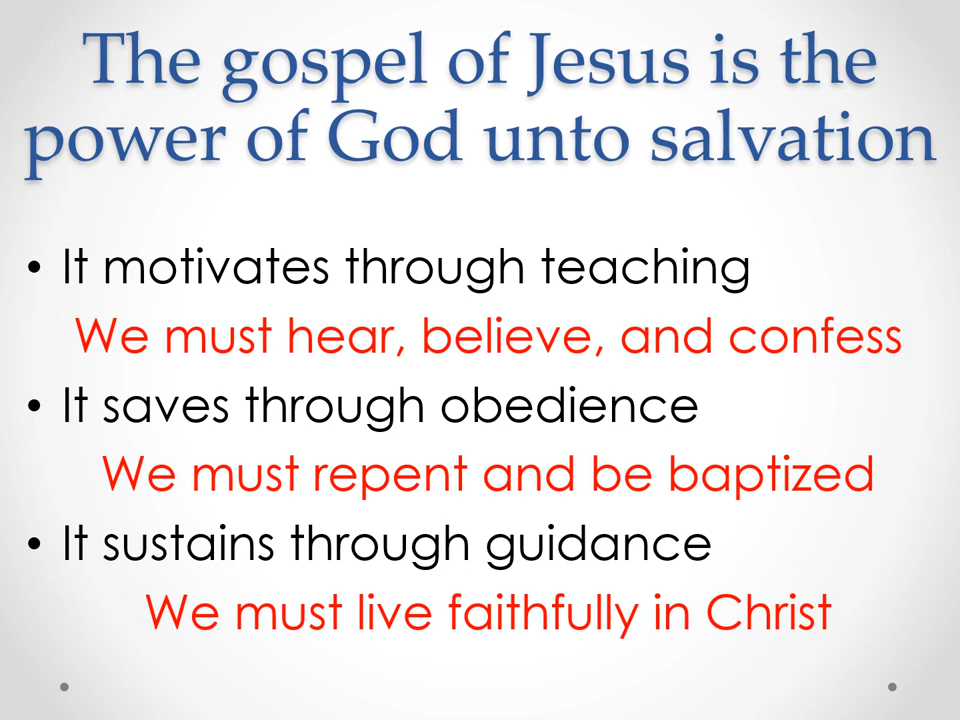 The gospel of Jesus is the
power of God unto salvation
• It motivates through teaching
We must hear, believe, and confess
• It saves through obedience
We must repent and be baptized
• It sustains through guidance
We must live faithfully in Christ